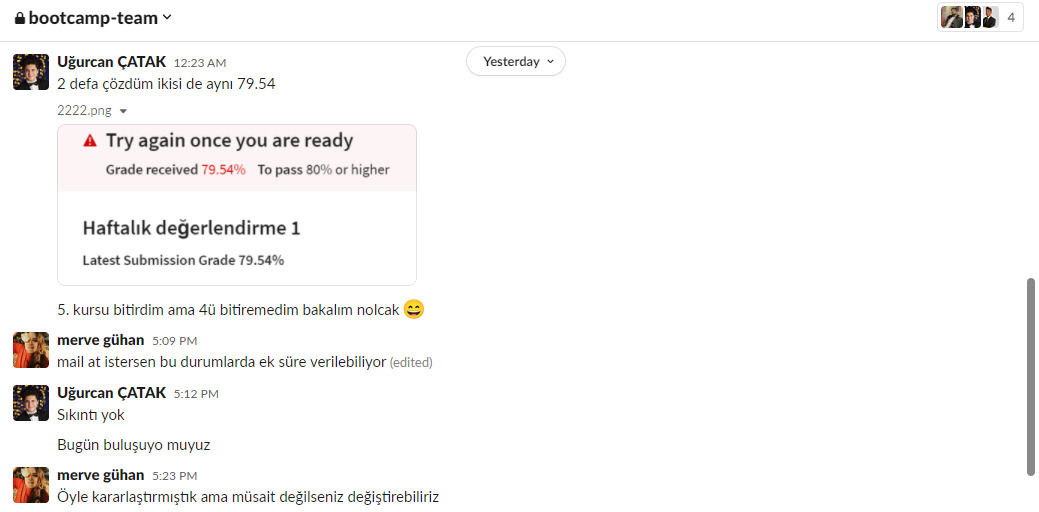 bootcamp-team
4
Yesterday
Uğurcan ÇATAK 12:23 AM
2 defa çözdüm ikisi de aynı 79.54
2222.png
Try again once you are ready
Grade received 79.54% To pass 80% or higher
Haftalık değerlendirme 1
Latest Submission Grade 79.54%
5. kursu bitirdim ama 4ü bitiremedim bakalım nolcak 😄
merve gühan 5:09 PM
mail at istersen bu durumlarda ek süre verilebiliyor (edited)
Uğurcan ÇATAK 5:12 PM
Sıkıntı yok
Bugün buluşuyo muyuz
merve gühan 5:23 PM
Öyle kararlaştırmıştık ama müsait değilseniz değiştirebiliriz